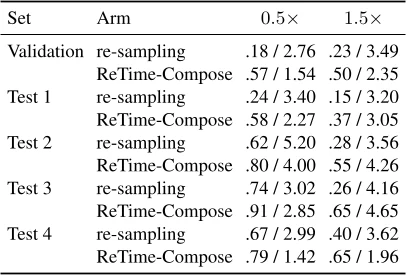 Set Arm 0.5× 1.5×
Validation re-sampling .18 / 2.76 .23 / 3.49
ReTime-Compose .57 / 1.54 .50 / 2.35
Test 1 re-sampling .24 / 3.40 .15 / 3.20
ReTime-Compose .58 / 2.27 .37 / 3.05
Test 2 re-sampling .62 / 5.20 .28 / 3.56
ReTime-Compose .80 / 4.00 .55 / 4.26
Test 3 re-sampling .74 / 3.02 .26 / 4.16
ReTime-Compose .91 / 2.85 .65 / 4.65
Test 4 re-sampling .67 / 2.99 .40 / 3.62
ReTime-Compose .79 / 1.42 .65 / 1.96